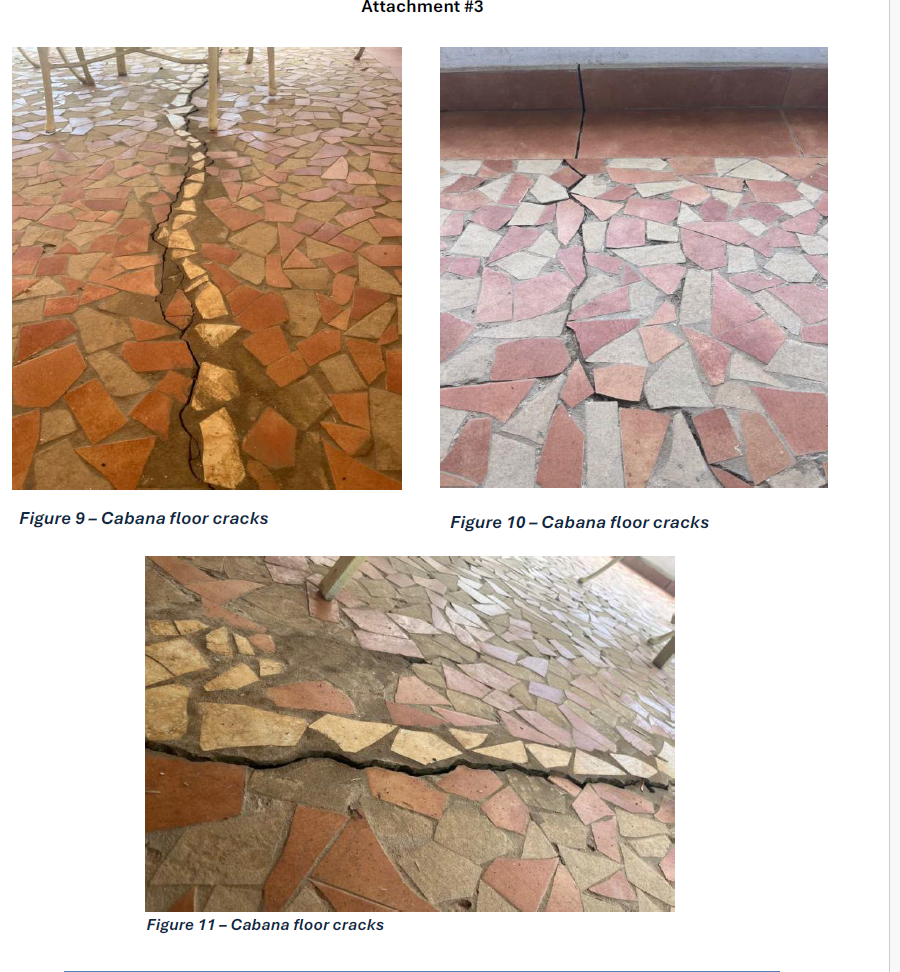 Attachment #3
Figure 9 – Cabana floor cracks
Figure 10 – Cabana floor cracks
Figure 11 – Cabana floor cracks